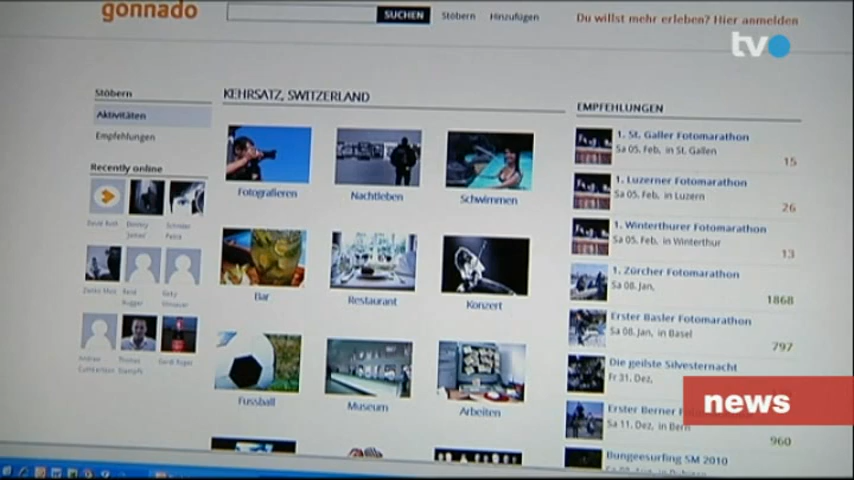 gonnado
SUCHEN
Stöbern
Hinzufügen
Du willst mehr erleben? Hier anmelden
tvo
Stöbern
Aktivitäten
Empfehlungen
Recently online
KEHRSATZ, SWITZERLAND
Fotografieren
Nachtleben
Schwimmen
Bar
Restaurant
Konzert
Fussball
Museum
Arbeiten
EMPFEHLUNGEN
1. St. Galler Fotomarathon
Sa 05. Feb, in St. Gallen
15
1. Luzerner Fotomarathon
Sa 05. Feb, in Luzern
26
1. Winterthurer Fotomarathon
Sa 05. Feb, in Winterthur
13
1. Zürcher Fotomarathon
Sa 08. Jan,
1868
Erster Basler Fotomarathon
Sa 08. Jan, in Basel
797
Die geilste Silvesternacht
Fr 31. Dez,
Erster Berner
Sa 11. Dez, in Bern
960
Bungeesurfing SM 2010
news